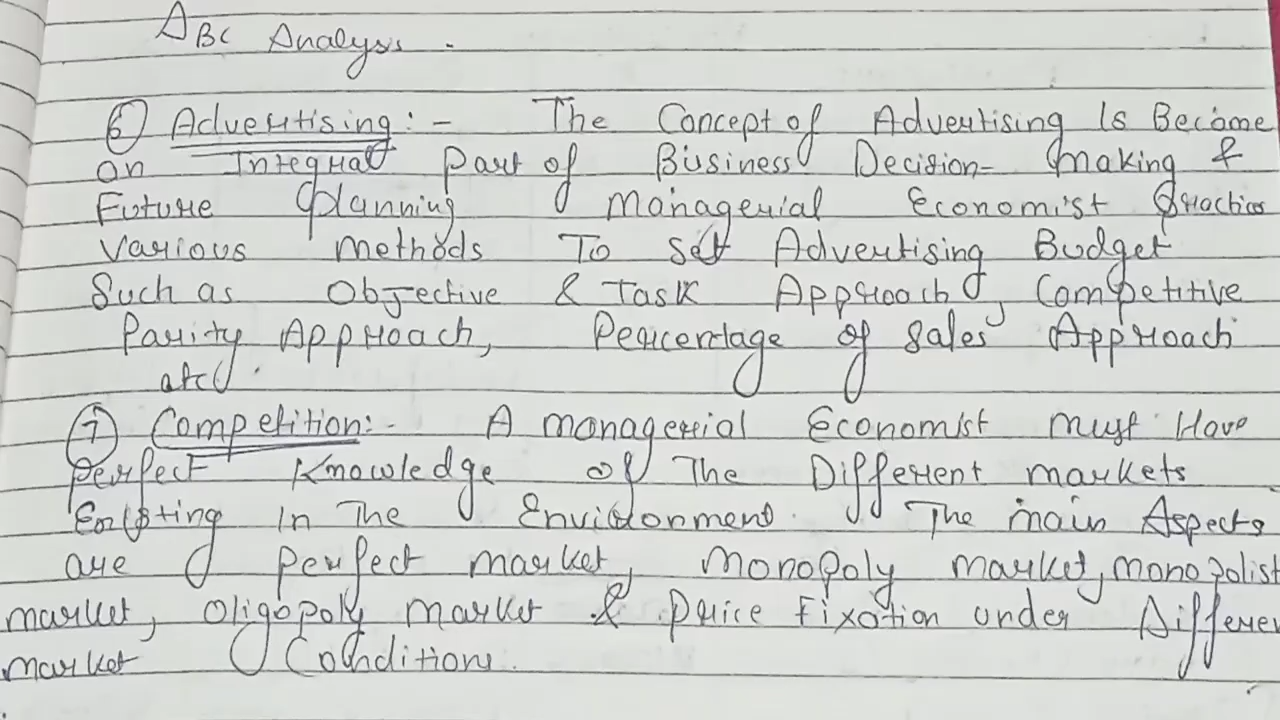 ABC Analysis.
6) Advertising:- The Concept of Advertising Is Become
an Integral Part of Business Decision-making &
Future Planning Managerial Economist Practices
Various methods To Set Advertising Budget
Such as Objective & Task Approach, Competitive
Parity Approach, Percentage of Sales Approach
etc.
7) Competition:- A managerial Economist must Have
Perfect Knowledge of The Different markets
Existing In The Environment. The main Aspects
are perfect market, monopoly market, monopolist
market, Oligopoly market & Price Fixation under Differen
market Conditions.